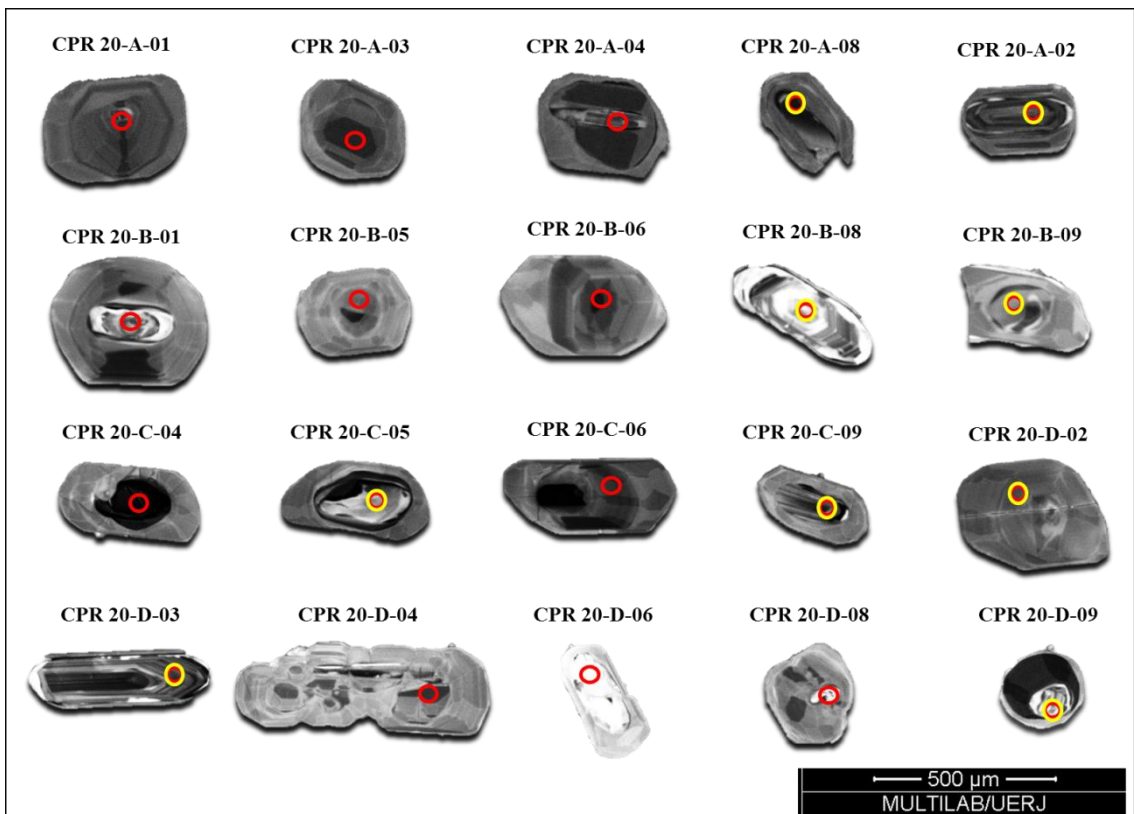 CPR 20-A-01
CPR 20-A-03
CPR 20-A-04
CPR 20-A-08
CPR 20-A-02
CPR 20-B-01
CPR 20-B-05
CPR 20-B-06
CPR 20-B-08
CPR 20-B-09
CPR 20-C-04
CPR 20-C-05
CPR 20-C-06
CPR 20-C-09
CPR 20-D-02
CPR 20-D-03
CPR 20-D-04
CPR 20-D-06
CPR 20-D-08
CPR 20-D-09
500 µm
MULTILAB/UERJ